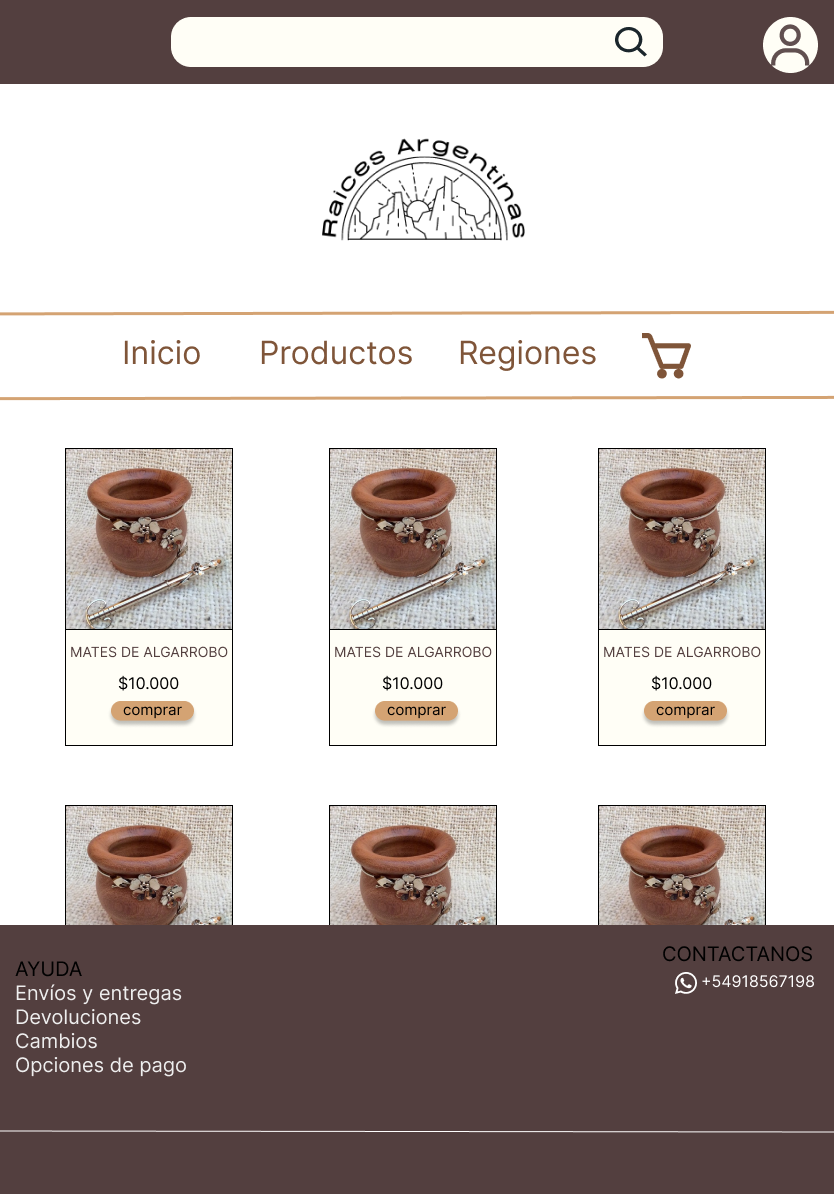 Raices Argentinas
Inicio Productos Regiones
MATES DE ALGARROBO MATES DE ALGARROBO MATES DE ALGARROBO
$10.000 $10.000 $10.000
comprar comprar comprar
AYUDA
Envíos y entregas
Devoluciones
Cambios
Opciones de pago
CONTACTANOS
+54918567198